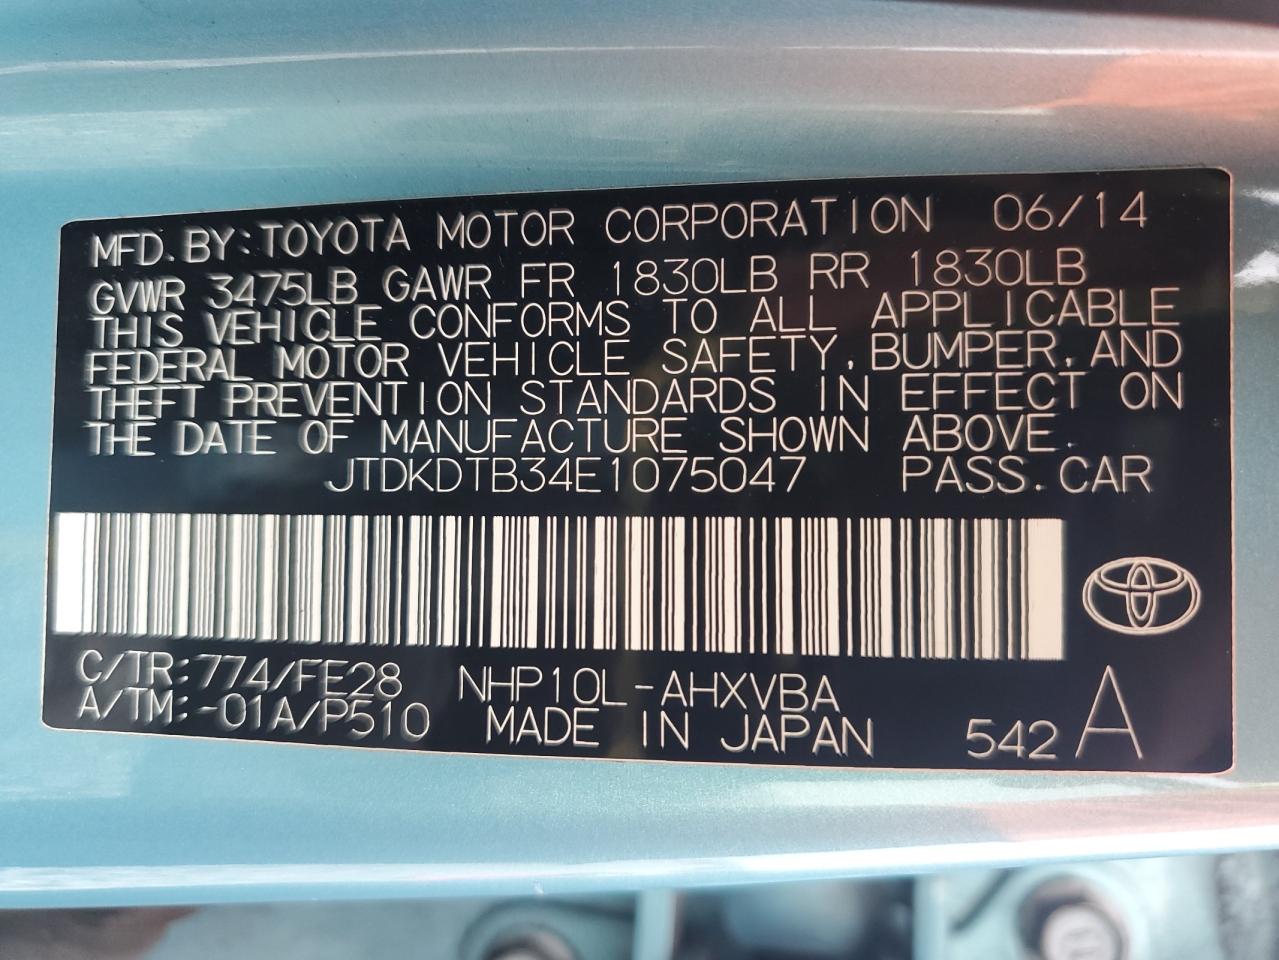 MFD. BY: TOYOTA MOTOR CORPORATION 06/14
GVWR 3475LB GAWR FR 1830LB RR 1830LB
THIS VEHICLE CONFORMS TO ALL APPLICABLE
FEDERAL MOTOR VEHICLE SAFETY, BUMPER, AND
THEFT PREVENTION STANDARDS IN EFFECT ON
THE DATE OF MANUFACTURE SHOWN ABOVE.
JTDKDTB34E1075047 PASS. CAR
C/TR: 774/FE28 NHP10L-AHXVBA
A/TM: -01A/P510 MADE IN JAPAN 542 A